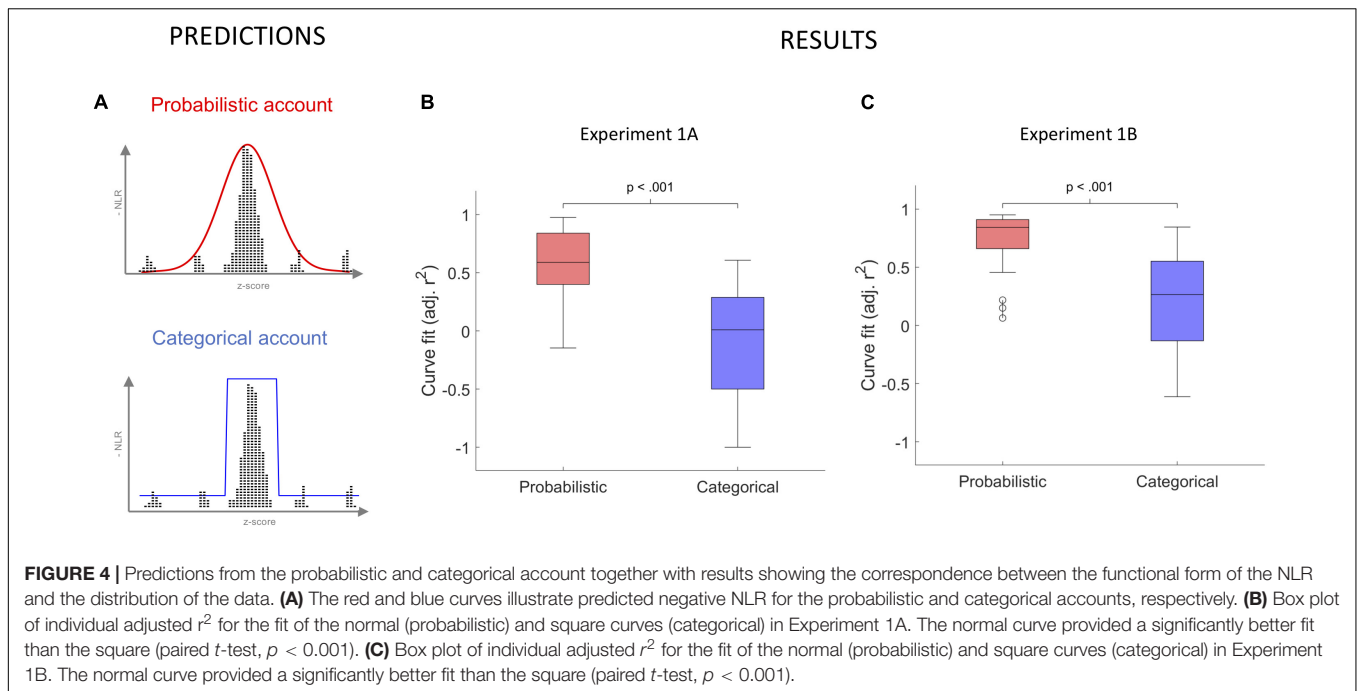 PREDICTIONS
RESULTS
A
Probabilistic account
- NLR
z-score
Categorical account
- NLR
z-score
B
Experiment 1A
p < .001
Curve fit (adj. r²)
1
0.5
0
-0.5
-1
Probabilistic
Categorical
C
Experiment 1B
p < .001
Curve fit (adj. r²)
1
0.5
0
-0.5
-1
Probabilistic
Categorical
FIGURE 4 | Predictions from the probabilistic and categorical account together with results showing the correspondence between the functional form of the NLR
and the distribution of the data. (A) The red and blue curves illustrate predicted negative NLR for the probabilistic and categorical accounts, respectively. (B) Box plot
of individual adjusted r² for the fit of the normal (probabilistic) and square curves (categorical) in Experiment 1A. The normal curve provided a significantly better fit
than the square (paired t-test, p < 0.001). (C) Box plot of individual adjusted r² for the fit of the normal (probabilistic) and square curves (categorical) in Experiment
1B. The normal curve provided a significantly better fit than the square (paired t-test, p < 0.001).